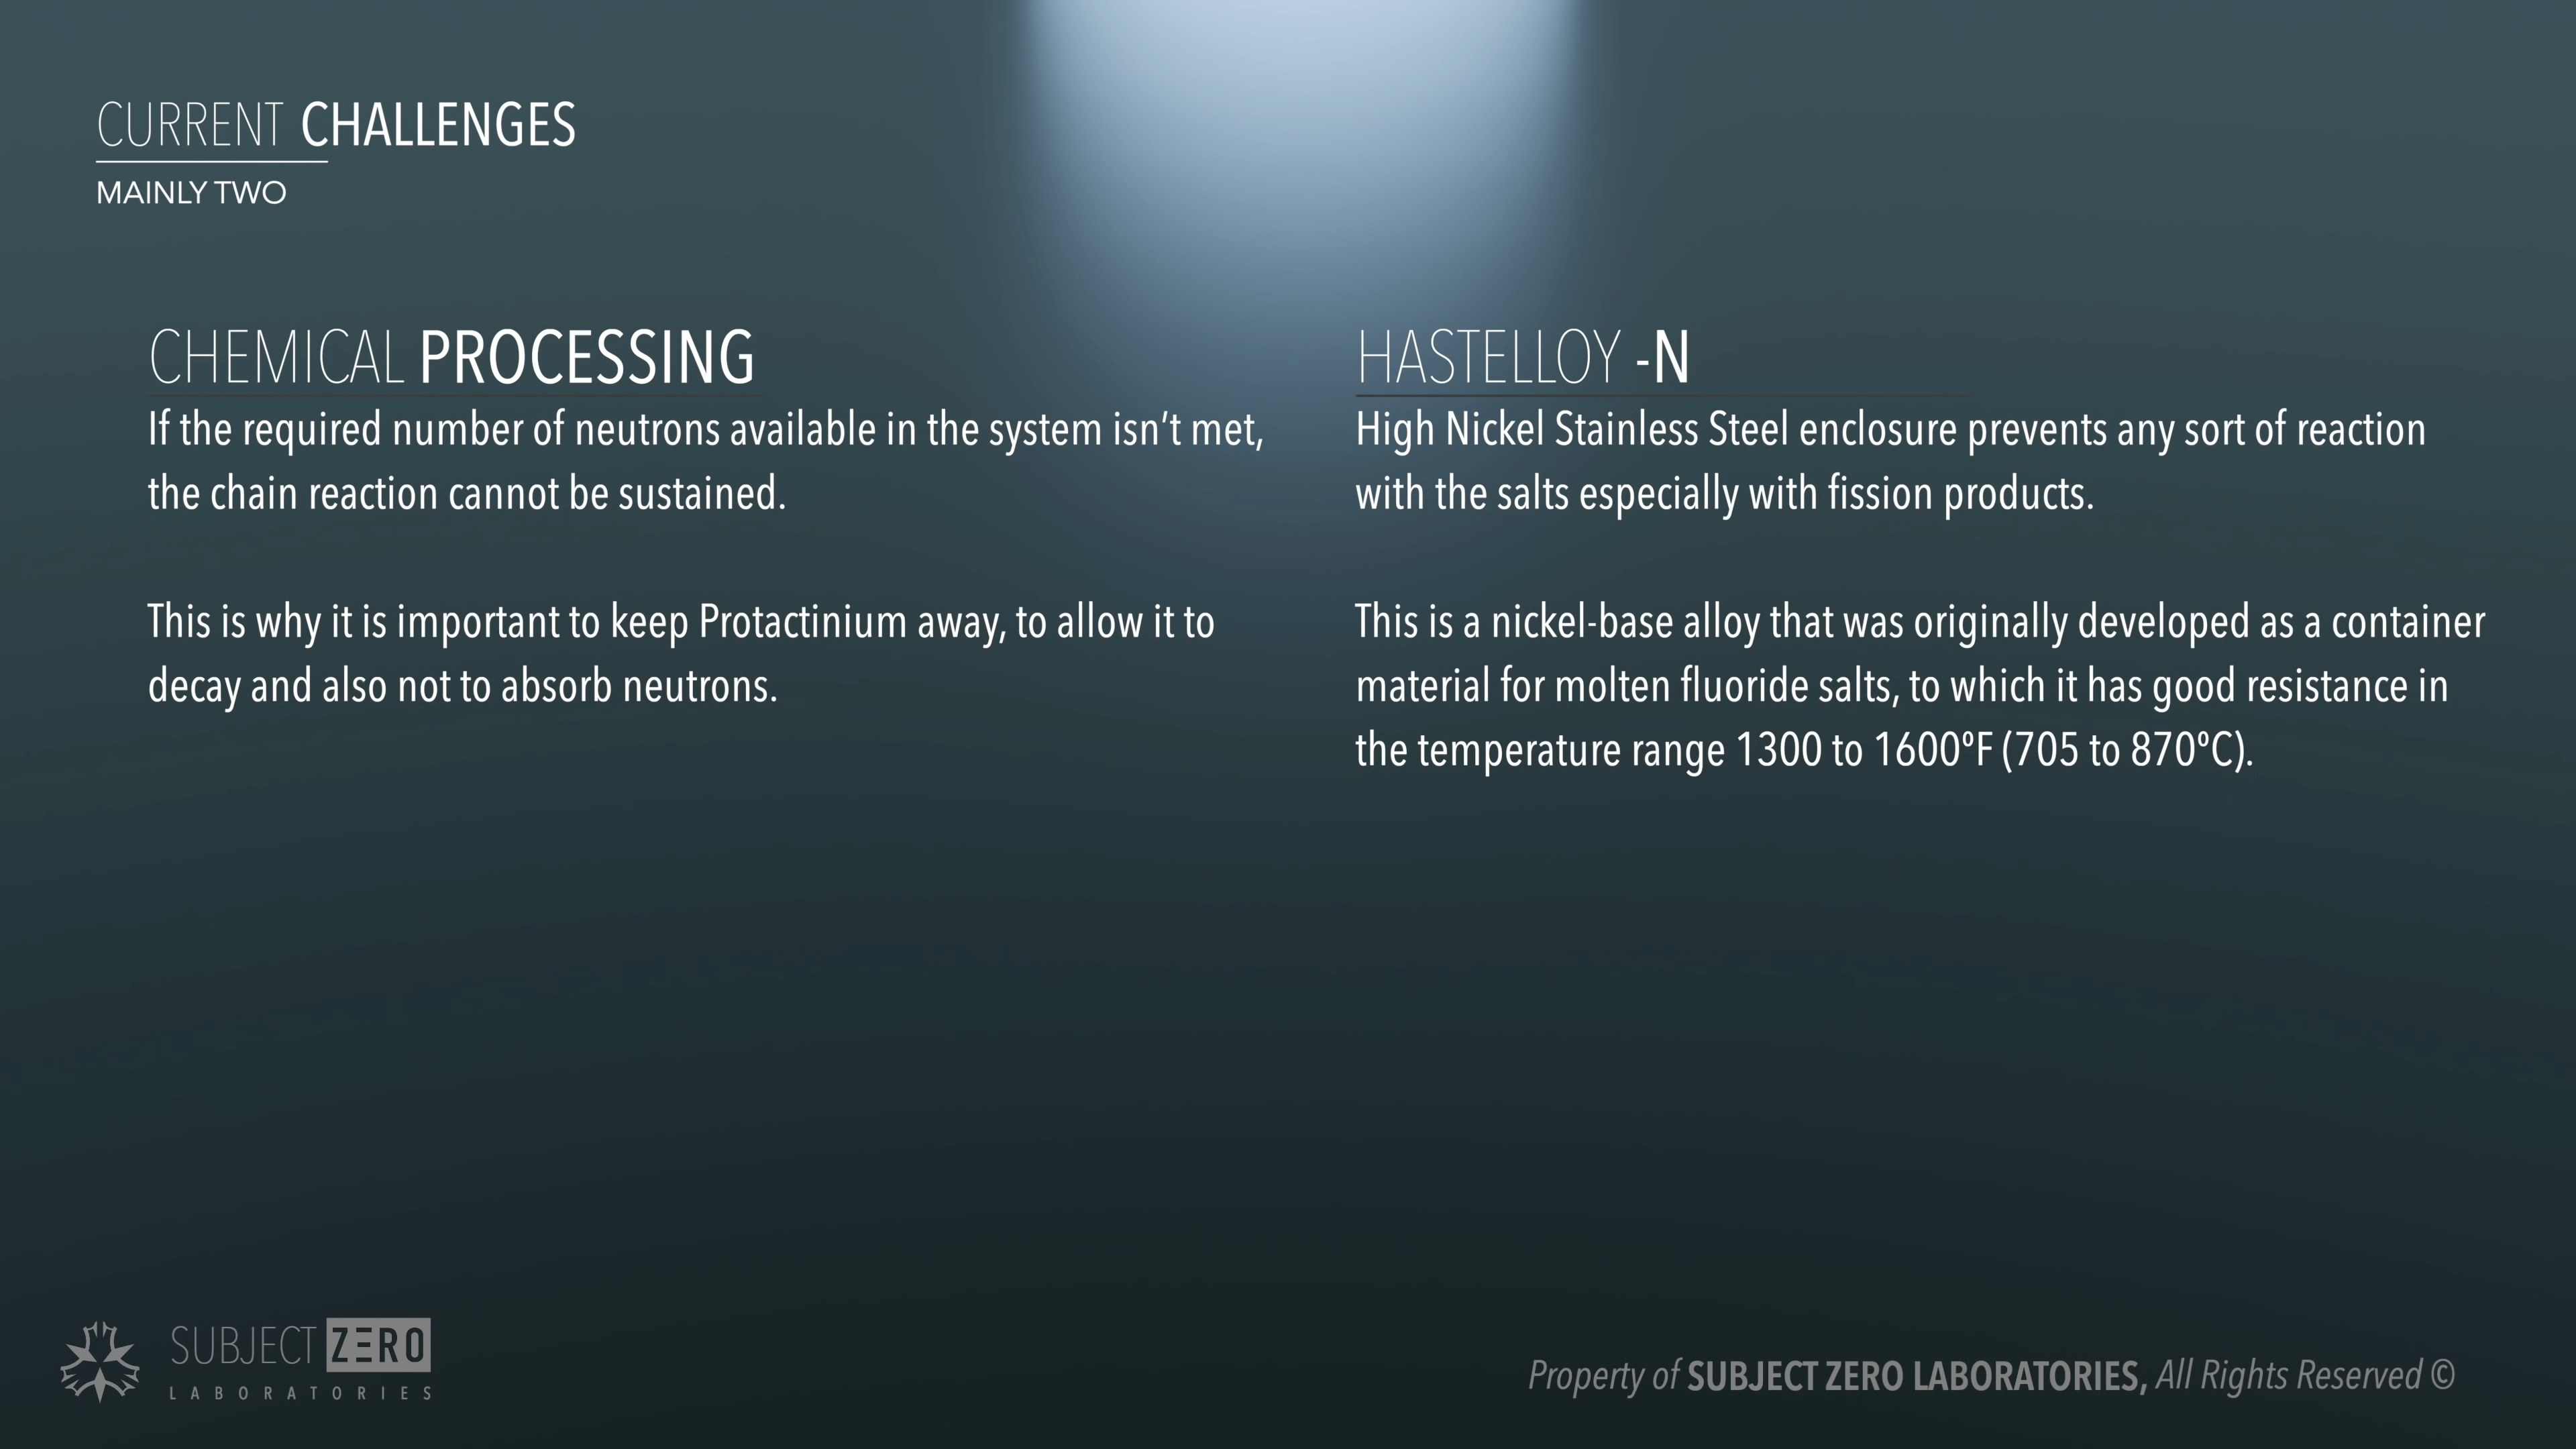 CURRENT CHALLENGES
MAINLY TWO
CHEMICAL PROCESSING
If the required number of neutrons available in the system isn't met,
the chain reaction cannot be sustained.
This is why it is important to keep Protactinium away, to allow it to
decay and also not to absorb neutrons.
HASTELLOY -N
High Nickel Stainless Steel enclosure prevents any sort of reaction
with the salts especially with fission products.
This is a nickel-base alloy that was originally developed as a container
material for molten fluoride salts, to which it has good resistance in
the temperature range 1300 to 1600ºF (705 to 870ºC).
SUBJECT ZERO
LABORATORIES
Property of SUBJECT ZERO LABORATORIES, All Rights Reserved ©